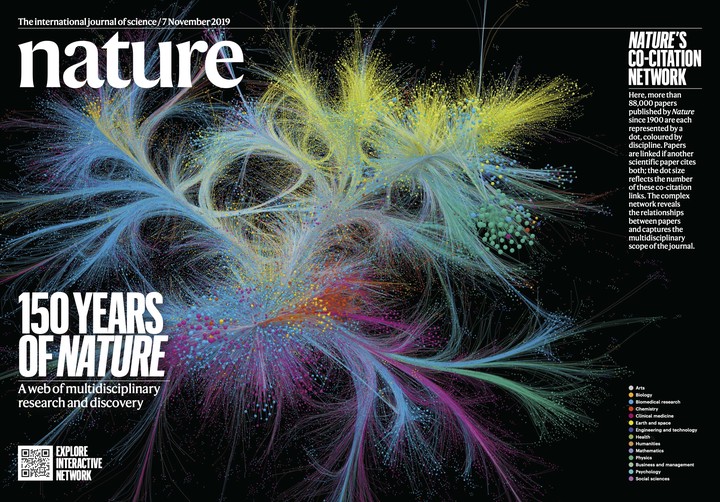 The international journal of science / 7 November 2019
nature
NATURE'S
CO-CITATION
NETWORK
Here, more than
88,000 papers
published by Nature
since 1900 are each
represented by a
dot, coloured by
discipline. Papers
are linked if another
scientific paper cites
both; the dot size
reflects the number
of these co-citation
links. The complex
network reveals
the relationships
between papers
and captures the
multidisciplinary
scope of the journal.
150 YEARS
OF NATURE
A web of multidisciplinary
research and discovery
EXPLORE
INTERACTIVE
NETWORK
Arts
Biology
Biomedical research
Chemistry
Clinical medicine
Earth and space
Engineering and technology
Health
Humanities
Mathematics
Physics
Business and management
Psychology
Social sciences